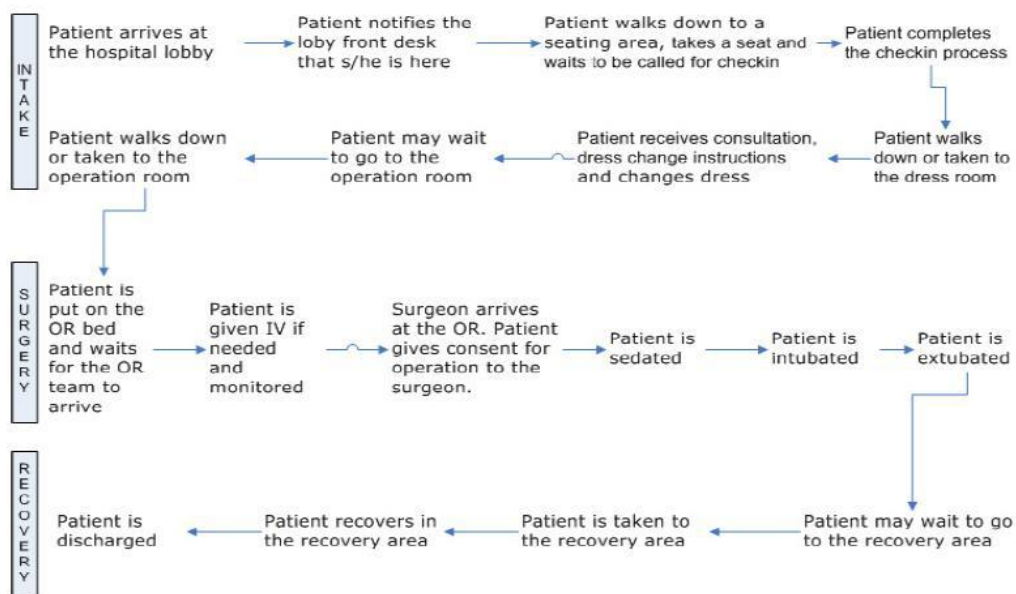 INTAKE
Patient arrives at
the hospital lobby
Patient notifies the
loby front desk
that s/he is here
Patient walks down to a
seating area, takes a seat and
waits to be called for checkin
Patient completes
the checkin process
Patient walks
down or taken to
the dress room
Patient receives consultation,
dress change instructions
and changes dress
Patient may wait
to go to the
operation room
Patient walks down
or taken to the
operation room
SURGERY
Patient is
put on the
OR bed
and waits
for the OR
team to
arrive
Patient is
given IV if
needed
and
monitored
Surgeon arrives
at the OR. Patient
gives consent for
operation to the
surgeon.
Patient is
sedated
Patient is
intubated
Patient is
extubated
RECOVERY
Patient may wait to go
to the recovery area
Patient is taken to
the recovery area
Patient recovers in
the recovery area
Patient is
discharged